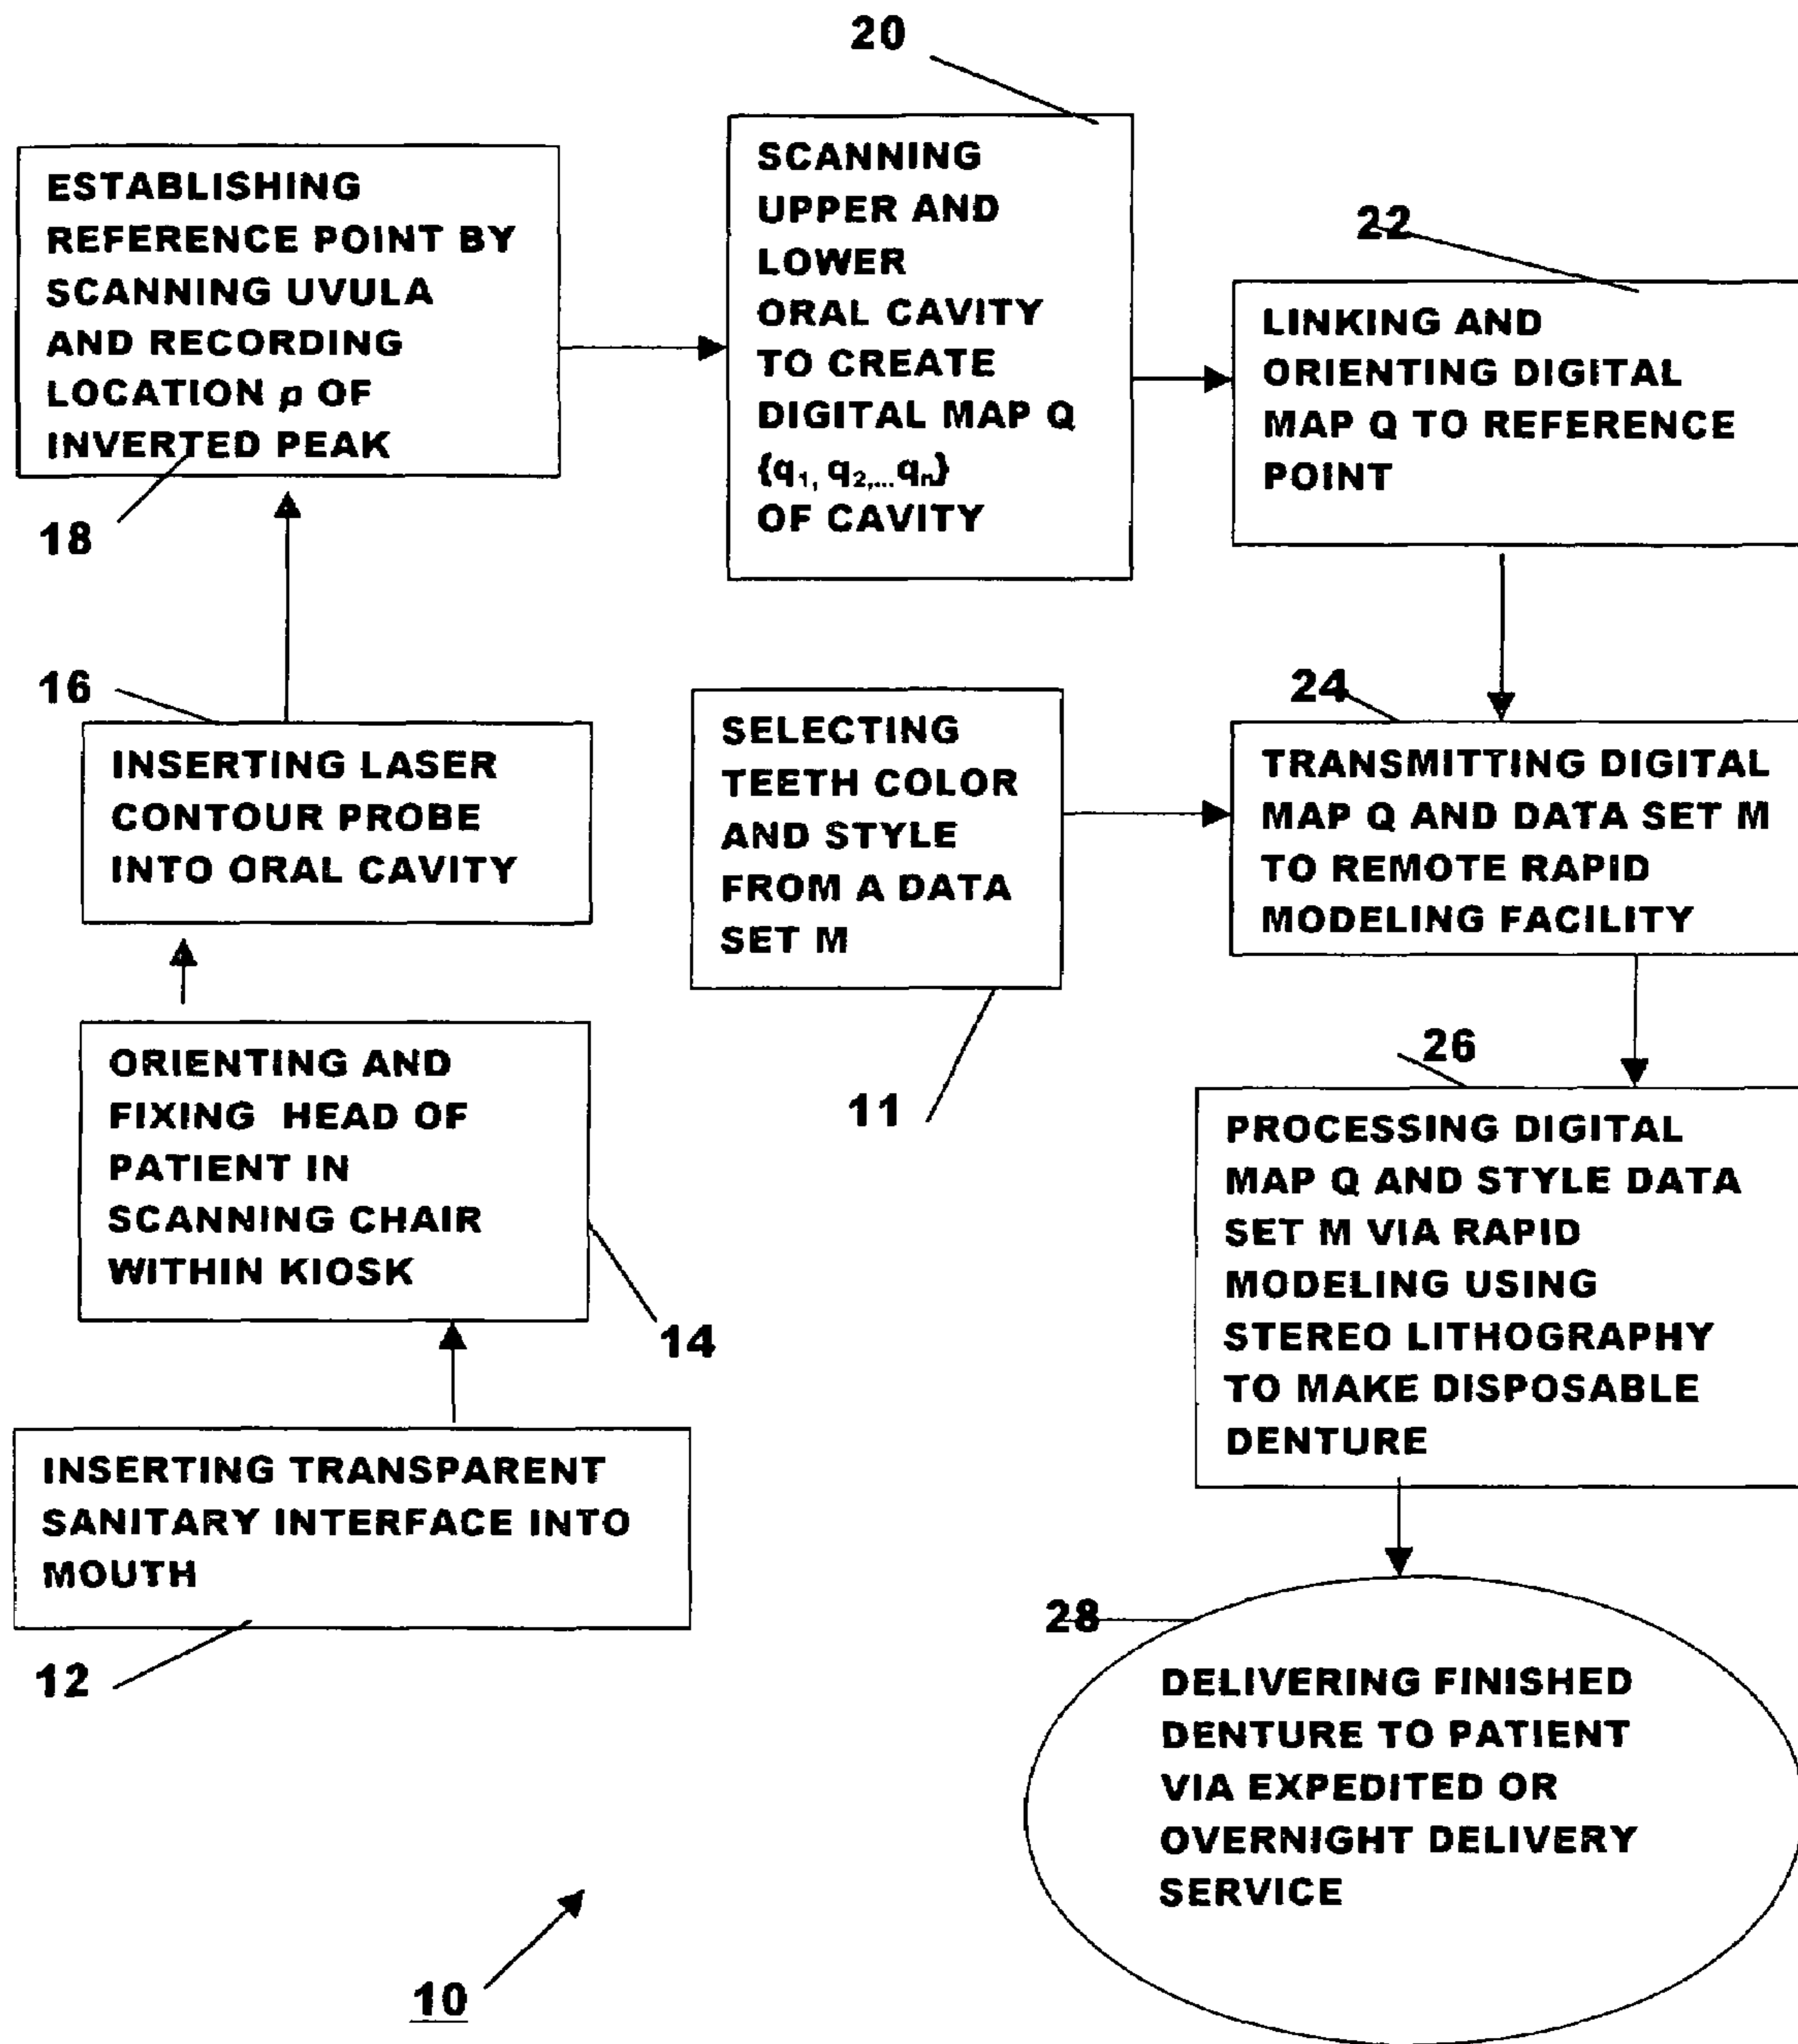 20
ESTABLISHING
REFERENCE POINT BY
SCANNING UVULA
AND RECORDING
LOCATION p OF
INVERTED PEAK
18
SCANNING
UPPER AND
LOWER
ORAL CAVITY
TO CREATE
DIGITAL MAP Q
{q₁, q₂,...qₙ}
OF CAVITY
22
LINKING AND
ORIENTING DIGITAL
MAP Q TO REFERENCE
POINT
16
INSERTING LASER
CONTOUR PROBE
INTO ORAL CAVITY
SELECTING
TEETH COLOR
AND STYLE
FROM A DATA
SET M
11
24
TRANSMITTING DIGITAL
MAP Q AND DATA SET M
TO REMOTE RAPID
MODELING FACILITY
ORIENTING AND
FIXING HEAD OF
PATIENT IN
SCANNING CHAIR
WITHIN KIOSK
14
26
PROCESSING DIGITAL
MAP Q AND STYLE DATA
SET M VIA RAPID
MODELING USING
STEREO LITHOGRAPHY
TO MAKE DISPOSABLE
DENTURE
INSERTING TRANSPARENT
SANITARY INTERFACE INTO
MOUTH
12
28
DELIVERING FINISHED
DENTURE TO PATIENT
VIA EXPEDITED OR
OVERNIGHT DELIVERY
SERVICE
10